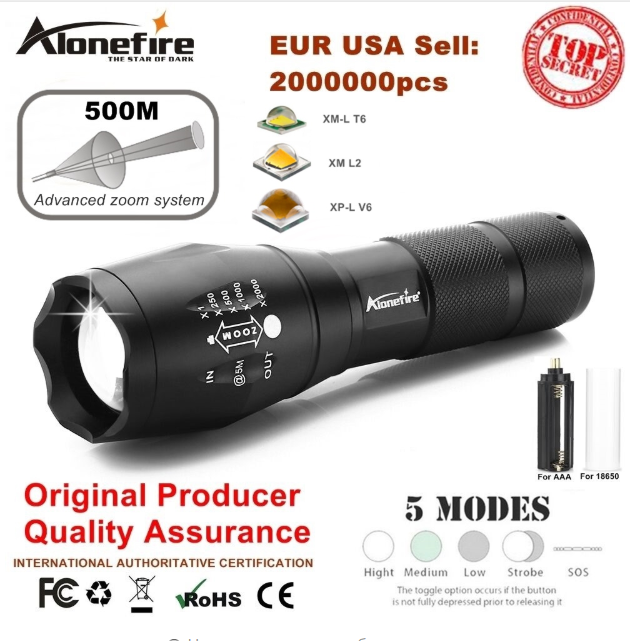 Alonefire
THE STAR OF DARK
EUR USA Sell:
2000000pcs
CONFIDENTIAL
TOP
SECRET
CONFIDENTIAL
500M
Advanced zoom system
XM-L T6
XM L2
XP-L V6
Alonefire
X1
X250
X500
X1000
X2000
ZOOM
IN
@5M
OUT
For AAA
For 18650
Original Producer
Quality Assurance
INTERNATIONAL AUTHORITATIVE CERTIFICATION
FC
RoHS
CE
5 MODES
Hight Medium Low Strobe SOS
The toggle option occurs if the button
is not fully depressed prior to releasing it